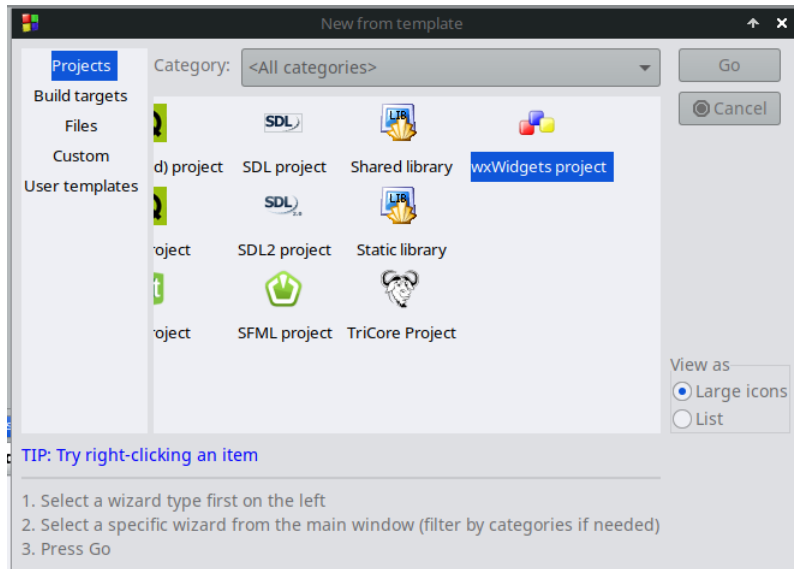 New from template
Projects
Build targets
Files
Custom
User templates
Category:
<All categories>
Go
Cancel
SDL
LIB
d) project
SDL project
Shared library
wxWidgets project
SDL
LIB
roject
SDL2 project
Static library
roject
SFML project
TriCore Project
View as
Large icons
List
TIP: Try right-clicking an item
1. Select a wizard type first on the left
2. Select a specific wizard from the main window (filter by categories if needed)
3. Press Go